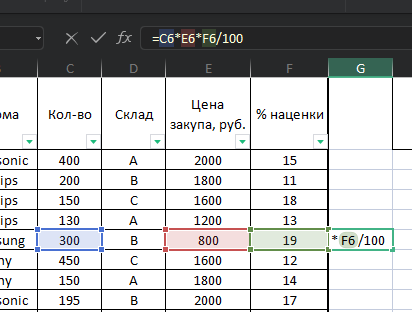 fx =C6*E6*F6/100
C D E F G
рма Кол-во Склад Цена закупа, руб. % наценки
sonic 400 A 2000 15
ips 200 B 1800 11
ips 150 C 1600 18
ips 130 A 1200 13
sung 300 B 800 19 *F6/100
ny 450 C 1600 12
ny 150 A 1800 14
sonic 195 B 2000 17